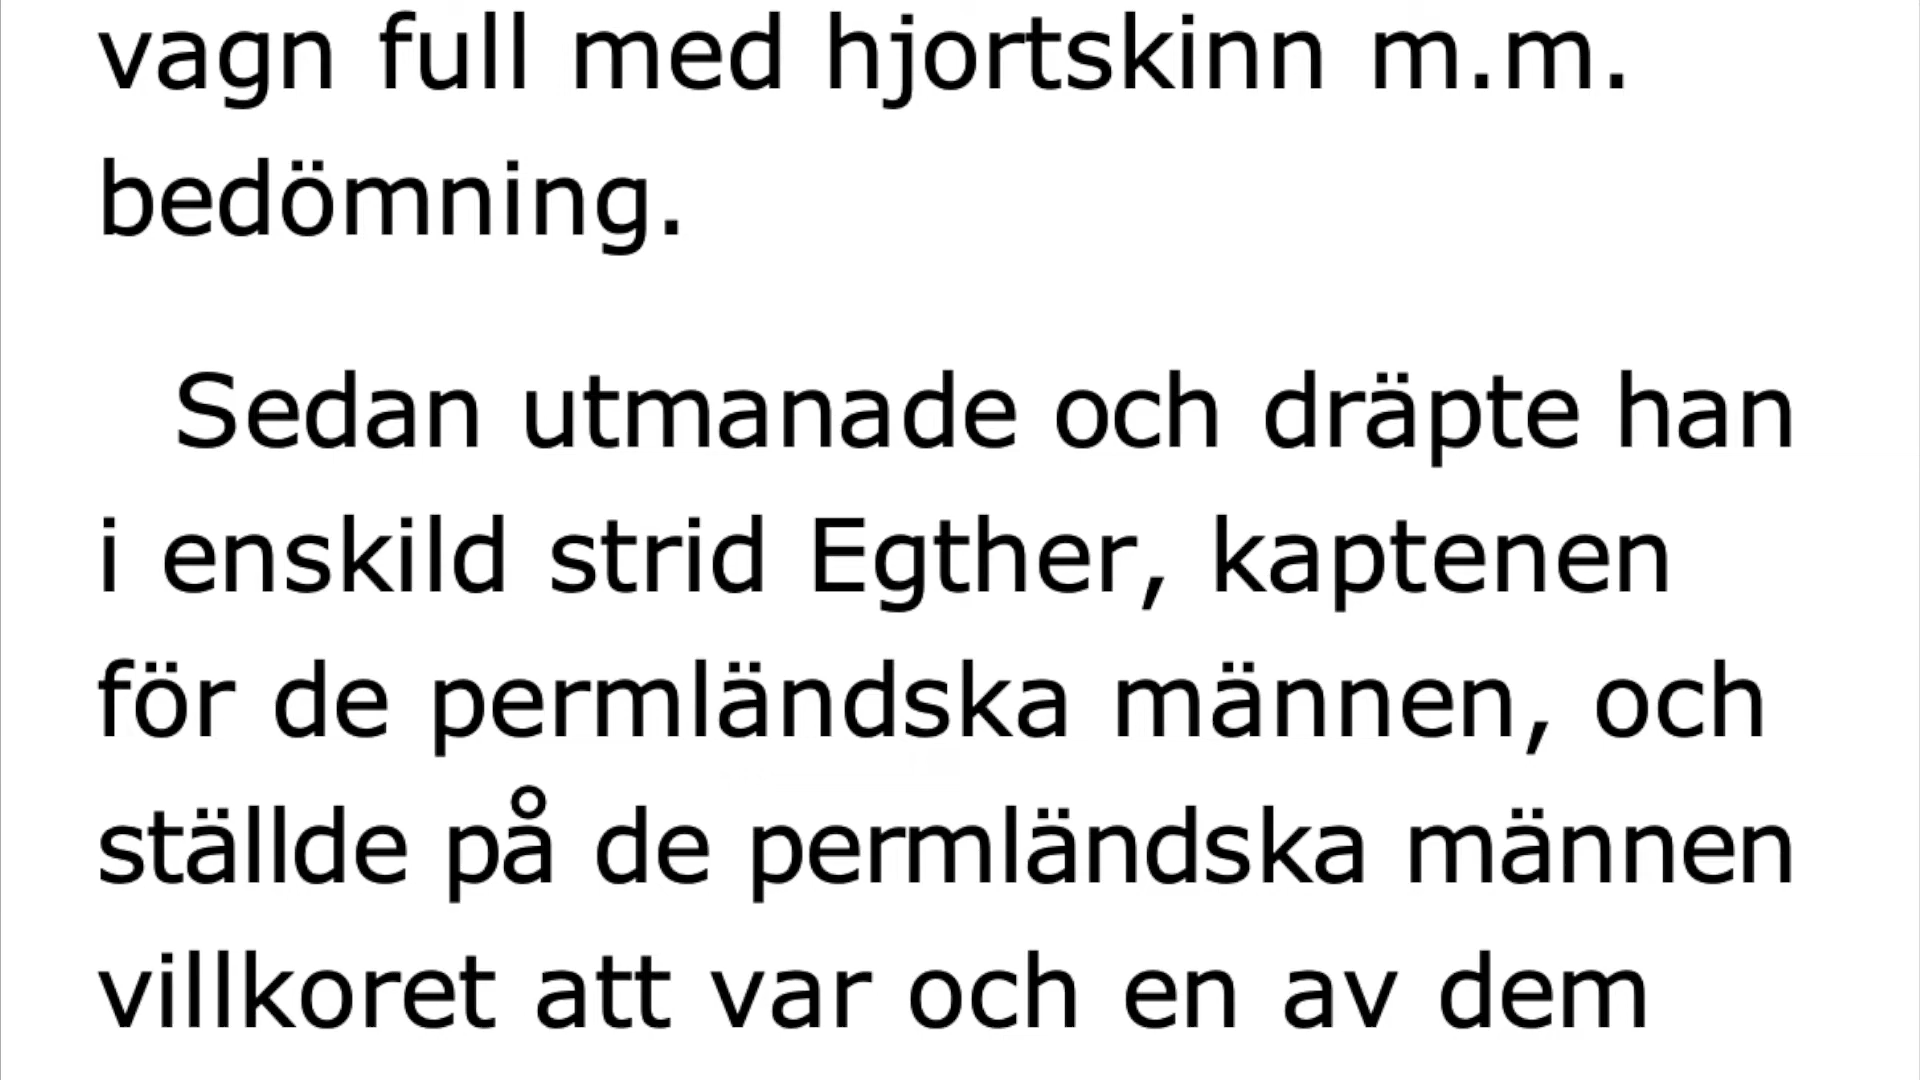 vagn full med hjortskinn m.m.
bedömning.
Sedan utmanade och dräpte han
i enskild strid Egther, kaptenen
för de permländska männen, och
ställde på de permländska männen
villkoret att var och en av dem